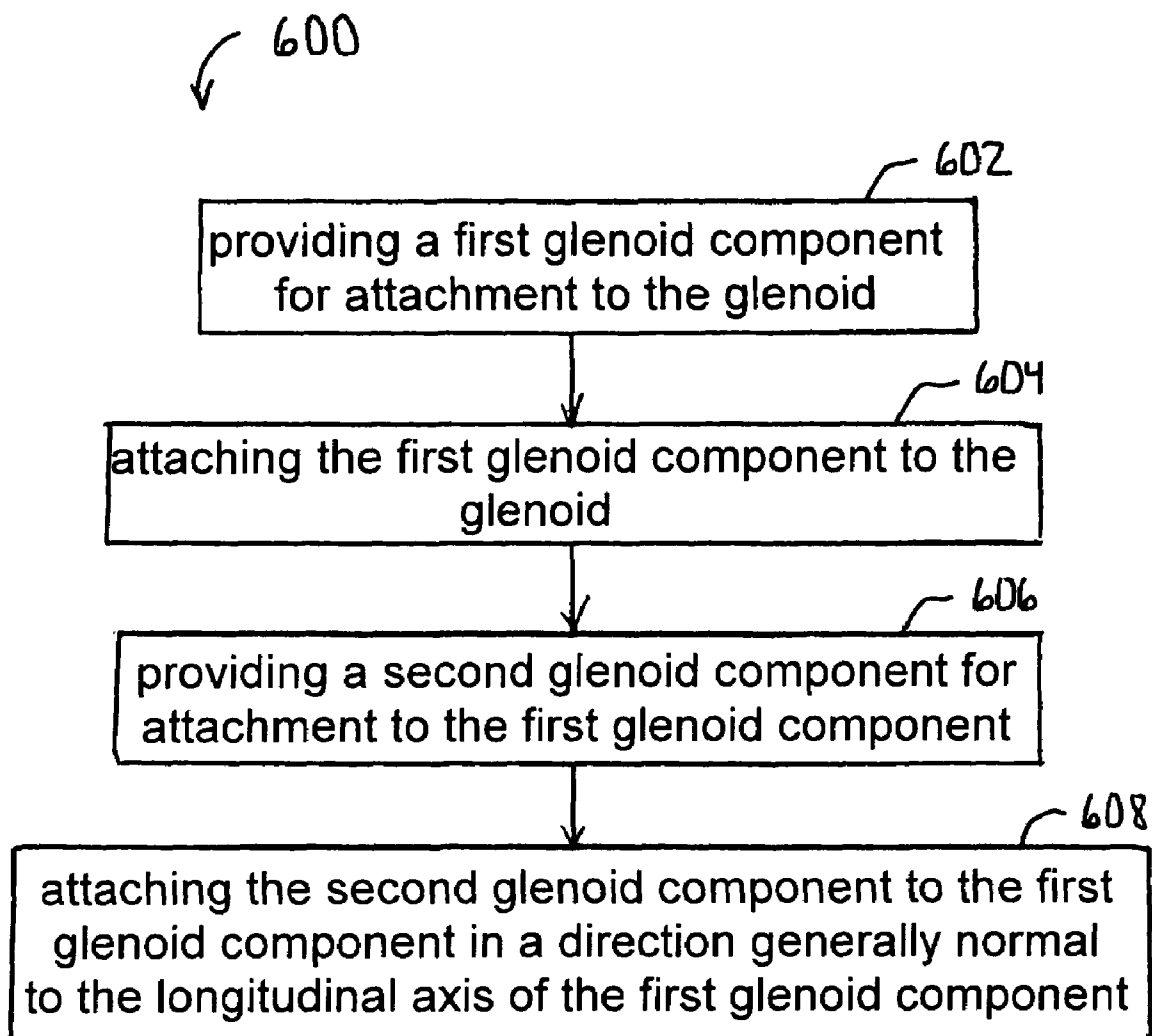 600
602
providing a first glenoid component
for attachment to the glenoid
604
attaching the first glenoid component to the
glenoid
606
providing a second glenoid component for
attachment to the first glenoid component
608
attaching the second glenoid component to the first
glenoid component in a direction generally normal
to the longitudinal axis of the first glenoid component